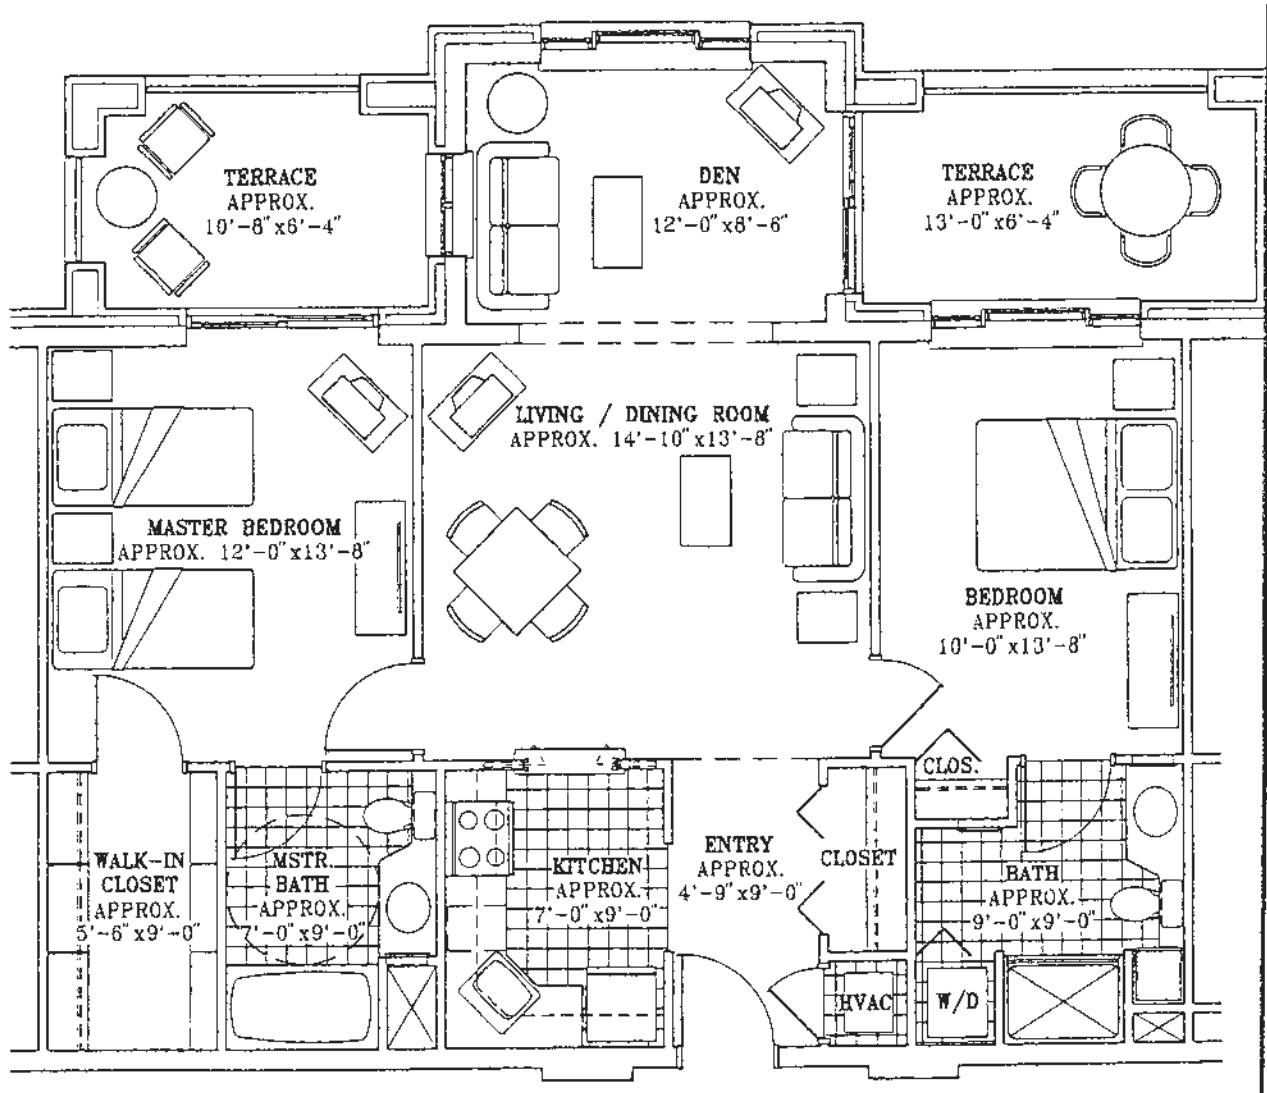 TERRACE
APPROX.
10'-8"x6'-4"
DEN
APPROX.
12'-0"x8'-6"
TERRACE
APPROX.
13'-0"x6'-4"
LIVING / DINING ROOM
APPROX. 14'-10"x13'-8"
MASTER BEDROOM
APPROX. 12'-0"x13'-8"
BEDROOM
APPROX.
10'-0"x13'-8"
CLOS.
WALK-IN
CLOSET
APPROX.
5'-6"x9'-0"
MSTR.
BATH
APPROX.
7'-0"x9'-0"
KITCHEN
APPROX.
7'-0"x9'-0"
ENTRY
APPROX.
4'-9"x9'-0"
CLOSET
BATH
APPROX.
9'-0"x9'-0"
HVAC
W/D